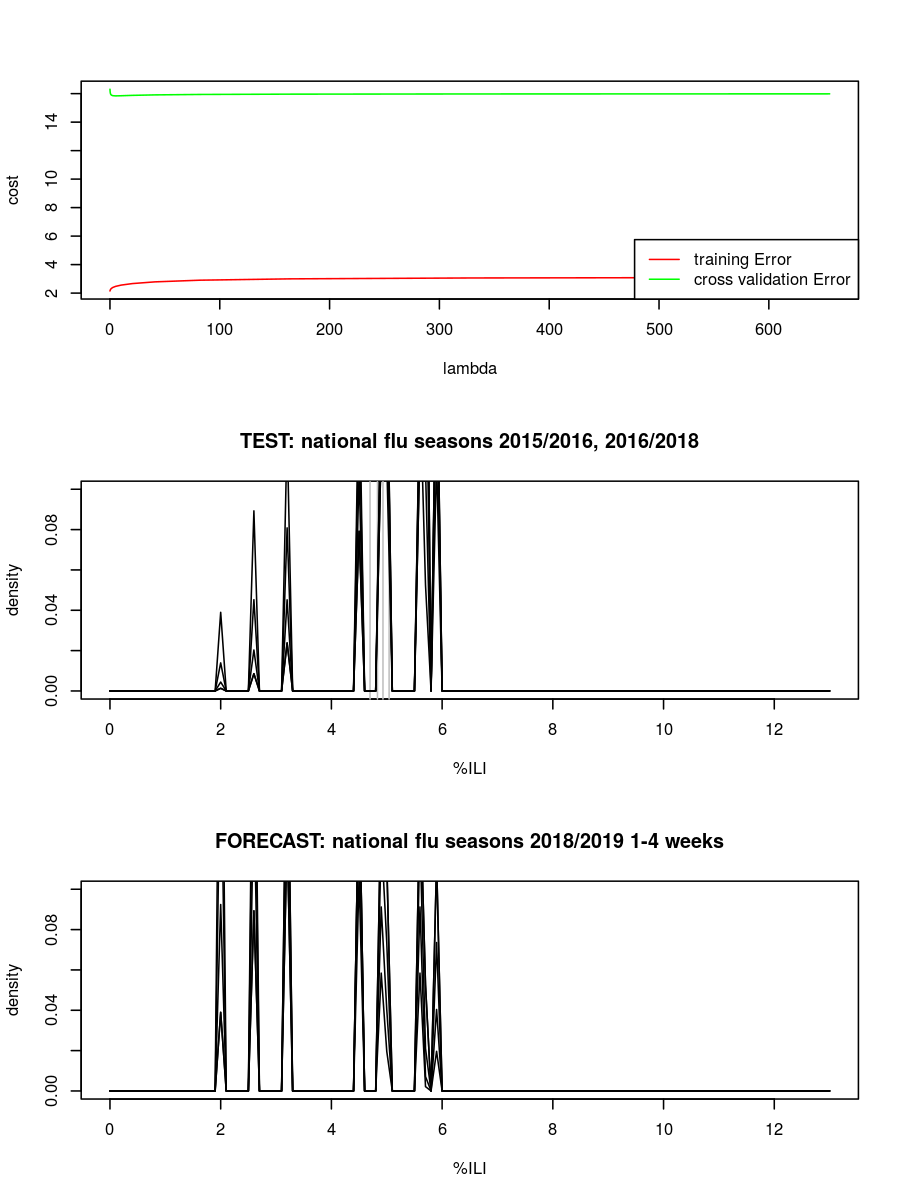 14
10
8
6
4
2
cost
training Error
cross validation Error
0 100 200 300 400 500 600
lambda
TEST: national flu seasons 2015/2016, 2016/2018
0.08
0.04
0.00
density
0 2 4 6 8 10 12
%ILI
FORECAST: national flu seasons 2018/2019 1-4 weeks
0.08
0.04
0.00
density
0 2 4 6 8 10 12
%ILI